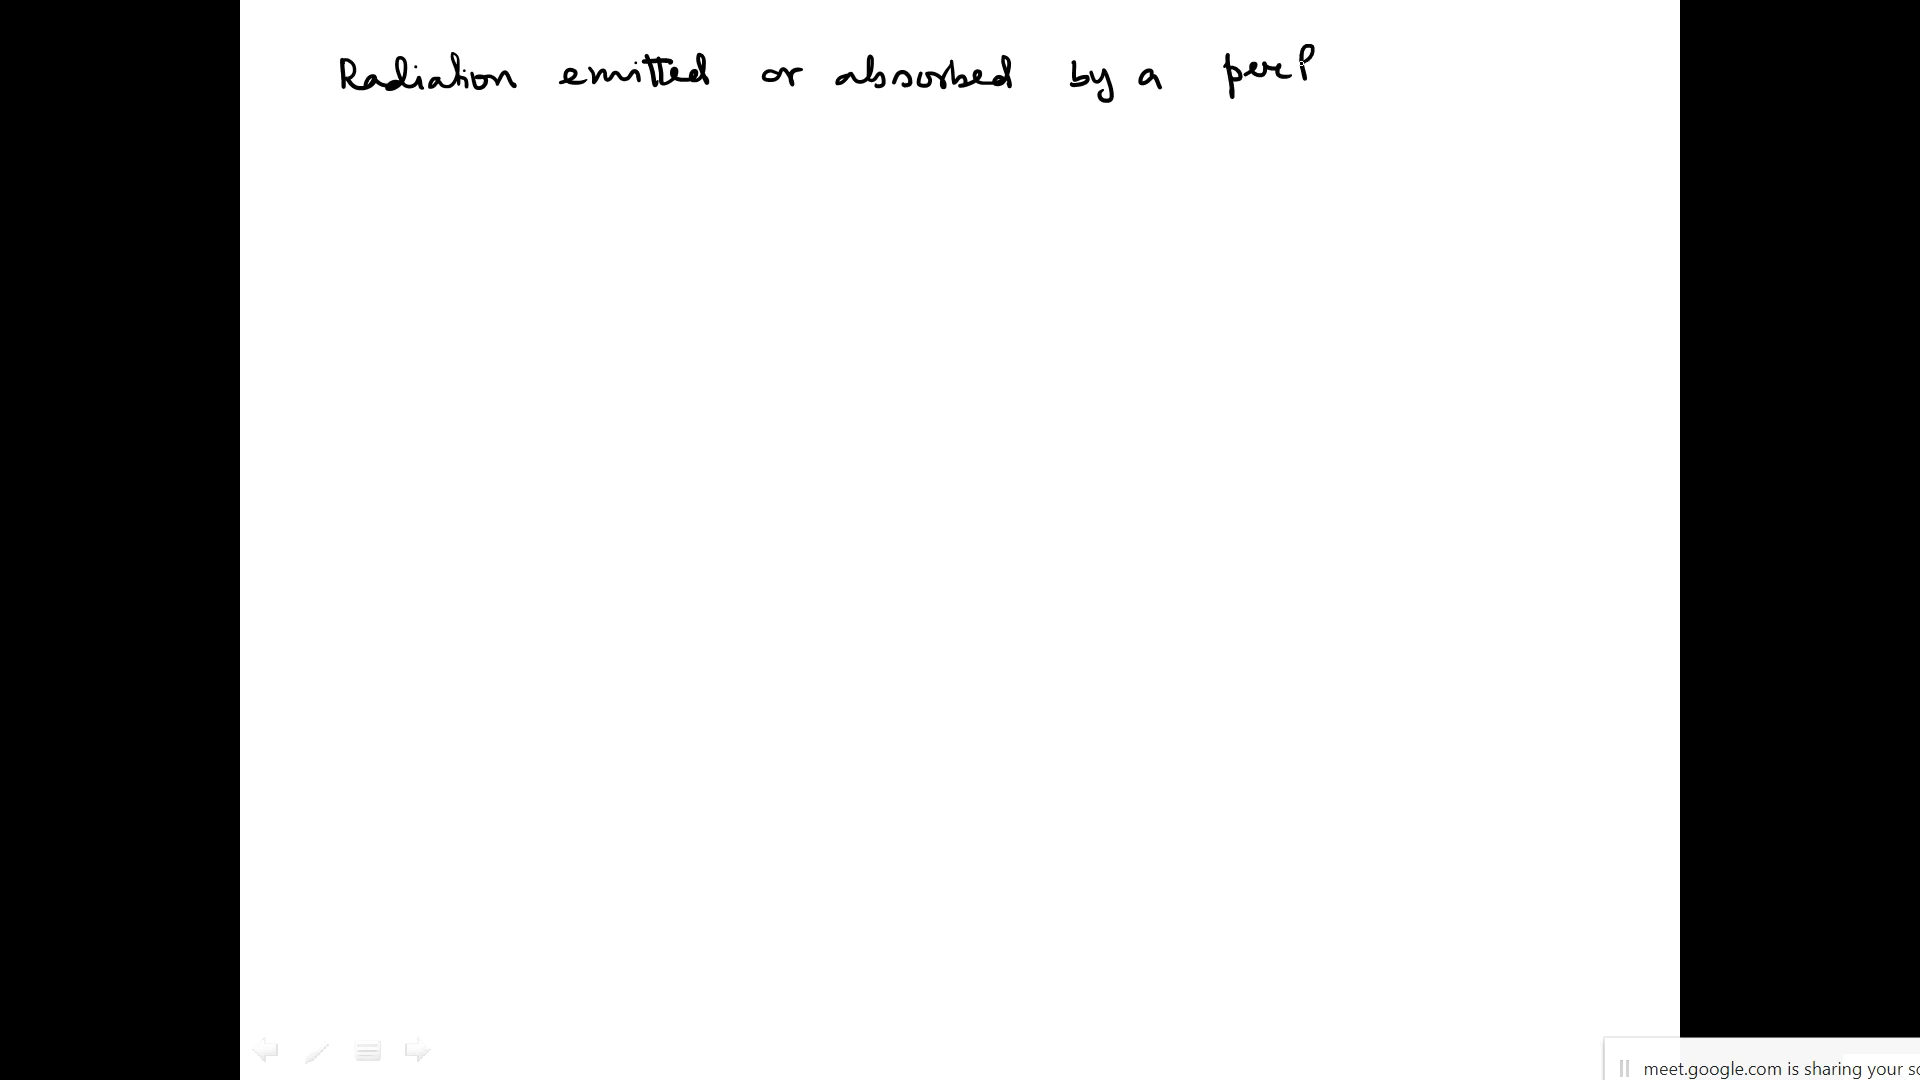 Radiation emitted or absorbed by a perf
meet.google.com is sharing your sc